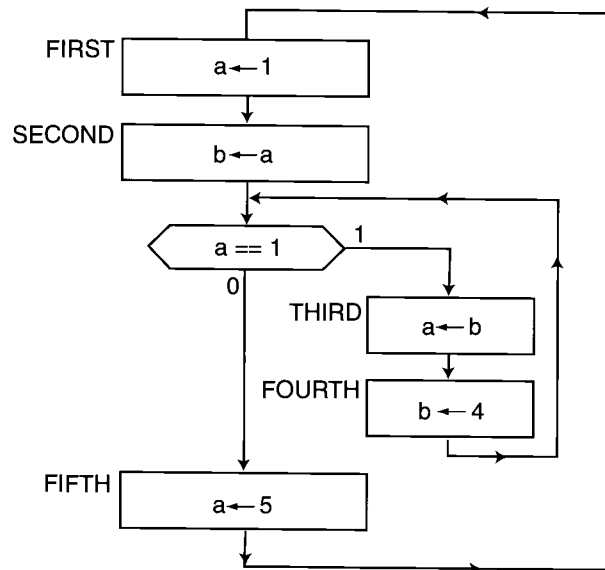 FIRST
a←1
SECOND
b←a
a == 1
1
0
THIRD
a←b
FOURTH
b←4
FIFTH
a←5